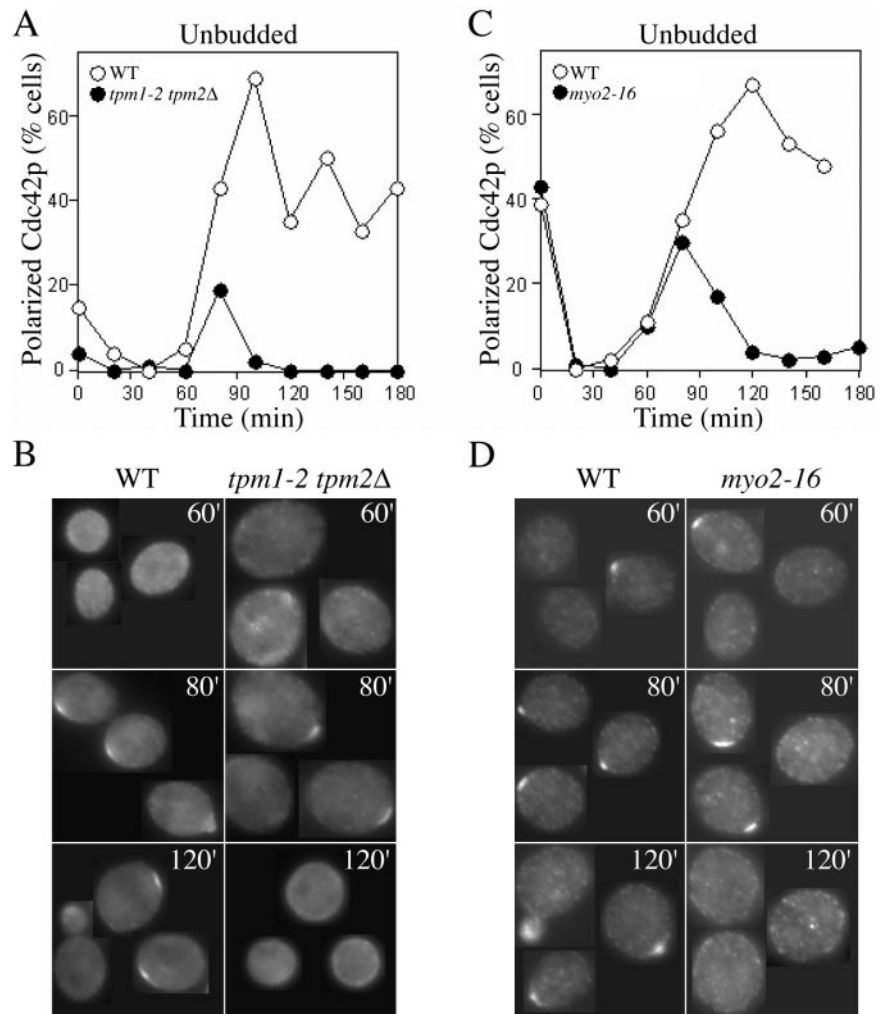 A
Unbudded
WT
tpm1-2 tpm2Δ
Polarized Cdc42p (% cells)
60
40
20
0
0 30 60 90 120 150 180
Time (min)
C
Unbudded
WT
myo2-16
Polarized Cdc42p (% cells)
60
40
20
0
0 30 60 90 120 150 180
Time (min)
B
WT tpm1-2 tpm2Δ
60' 60'
80' 80'
120' 120'
D
WT myo2-16
60' 60'
80' 80'
120' 120'